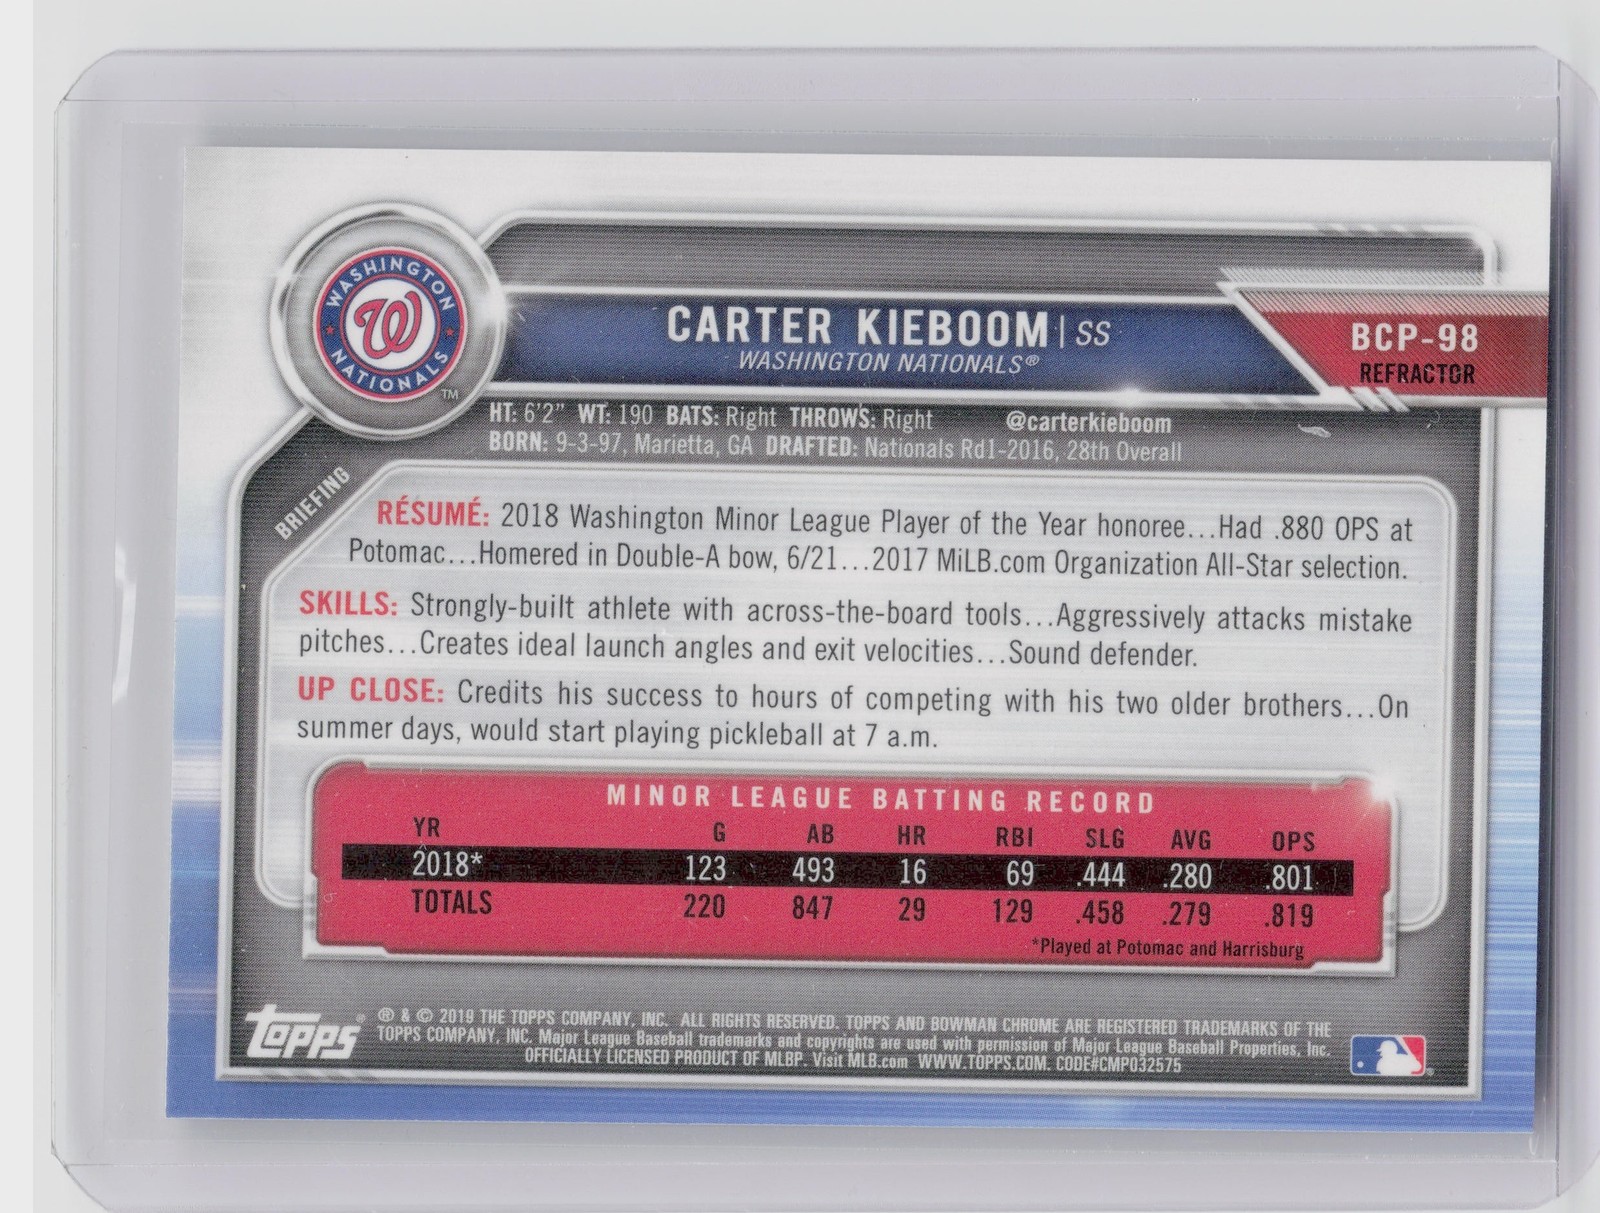 WASHINGTON
NATIONALS
W
TM
CARTER KIEBOOM | SS
WASHINGTON NATIONALS®
BCP-98
REFRACTOR
HT: 6'2" WT: 190 BATS: Right THROWS: Right @carterkieboom
BORN: 9-3-97, Marietta, GA DRAFTED: Nationals Rd1-2016, 28th Overall
BRIEFING
RÉSUMÉ: 2018 Washington Minor League Player of the Year honoree...Had .880 OPS at
Potomac...Homered in Double-A bow, 6/21...2017 MiLB.com Organization All-Star selection.
SKILLS: Strongly-built athlete with across-the-board tools...Aggressively attacks mistake
pitches...Creates ideal launch angles and exit velocities...Sound defender.
UP CLOSE: Credits his success to hours of competing with his two older brothers...On
summer days, would start playing pickleball at 7 a.m.
MINOR LEAGUE BATTING RECORD
YR G AB HR RBI SLG AVG OPS
2018* 123 493 16 69 .444 .280 .801
TOTALS 220 847 29 129 .458 .279 .819
*Played at Potomac and Harrisburg
topps®
® & © 2019 THE TOPPS COMPANY, INC. ALL RIGHTS RESERVED. TOPPS AND BOWMAN CHROME ARE REGISTERED TRADEMARKS OF THE
TOPPS COMPANY, INC. Major League Baseball trademarks and copyrights are used with permission of Major League Baseball Properties, Inc.
OFFICIALLY LICENSED PRODUCT OF MLBP. Visit MLB.com WWW.TOPPS.COM. CODE#CMP032575